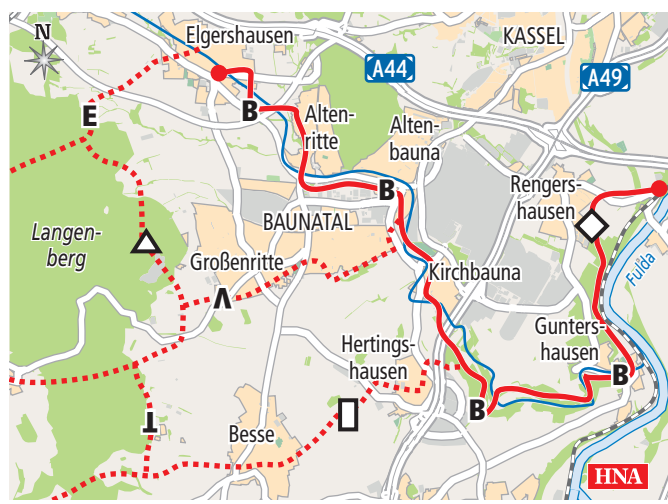 Elgershausen
KASSEL
N
A44
A49
E
B
Alten-
ritte
Alten-
bauna
B
Rengers-
hausen
BAUNATAL
Langen-
berg
Großenritte
Λ
Kirchbauna
Fulda
Hertings-
hausen
Gunters-
hausen
B
B
T
Besse
HNA